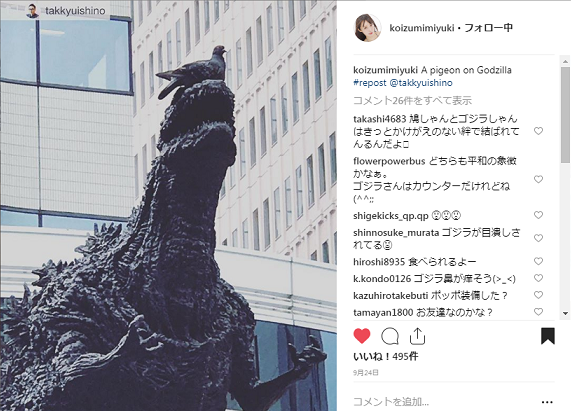 takkyuishino
koizumimiyuki • フォロー中
koizumimiyuki A pigeon on Godzilla
#repost @takkyuishino
コメント26件をすべて表示
takashi4683 鳩しゃんとゴジラしゃん
はきっとかけがえのない絆で結ばれて
んるんだよ
flowerpowerbus どちらも平和の象徴
かなぁ。
ゴジラさんはカウンターだけれどね
(^^;;
shigekicks_qp.qp
shinnosuke_murata ゴジラが目潰しさ
れてる
hiroshi8935 食べられるよー
k.kondo0126 ゴジラ鼻が痒そう(>_<)
kazuhirotakebuti ポッポ装備した？
tamayan1800 お友達なのかな？
いいね！495件
9月24日
コメントを追加...